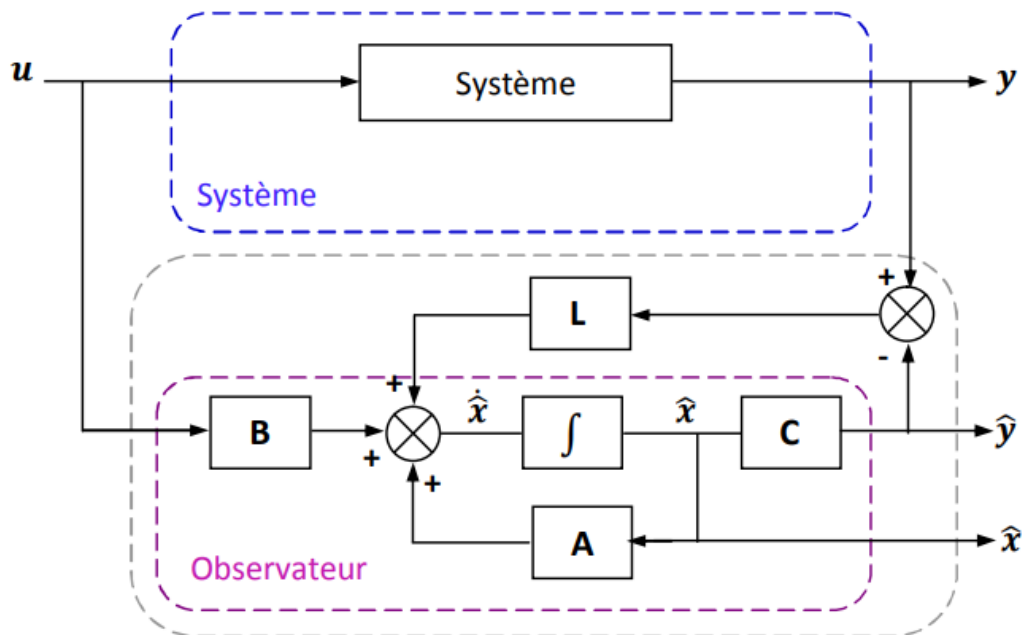 u
Système
y
Système
+
L
-
+
B
+
+
ẋ̂
∫
x̂
C
ŷ
A
x̂
Observateur